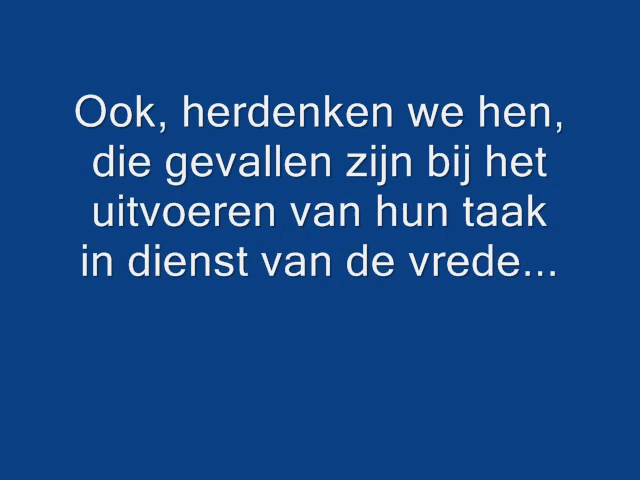 Ook, herdenken we hen,
die gevallen zijn bij het
uitvoeren van hun taak
in dienst van de vrede...